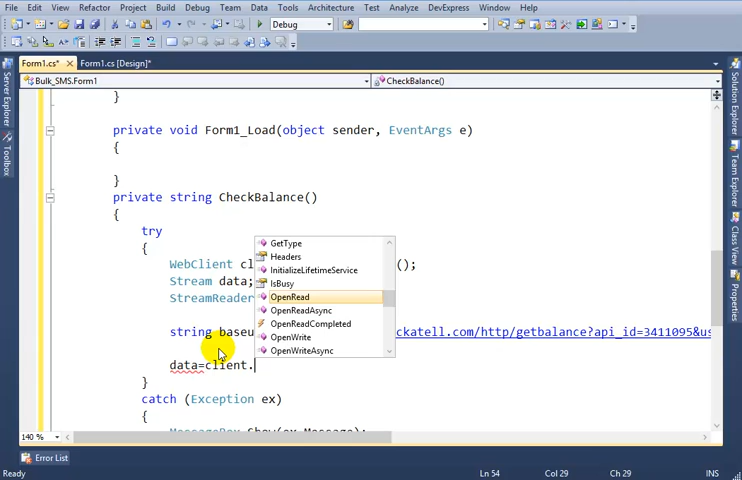 File Edit View Refactor Project Build Debug Team Data Tools Architecture Test Analyze DevExpress Window Help
Debug
Form1.cs* Form1.cs [Design]*
Bulk_SMS.Form1 CheckBalance()
}
private void Form1_Load(object sender, EventArgs e)
{
}
private string CheckBalance()
{
try
{
WebClient cl ();
Stream data;
StreamReader
string baseu ckatell.com/http/getbalance?api_id=3411095&us
data=client.
}
catch (Exception ex)
{
MessageBox.Show(ex.Message);
GetType
Headers
InitializeLifetimeService
IsBusy
OpenRead
OpenReadAsync
OpenReadCompleted
OpenWrite
OpenWriteAsync
Server Explorer
Toolbox
Solution Explorer
Team Explorer
Class View
Properties
140 %
Error List
Ready Ln 54 Col 29 Ch 29